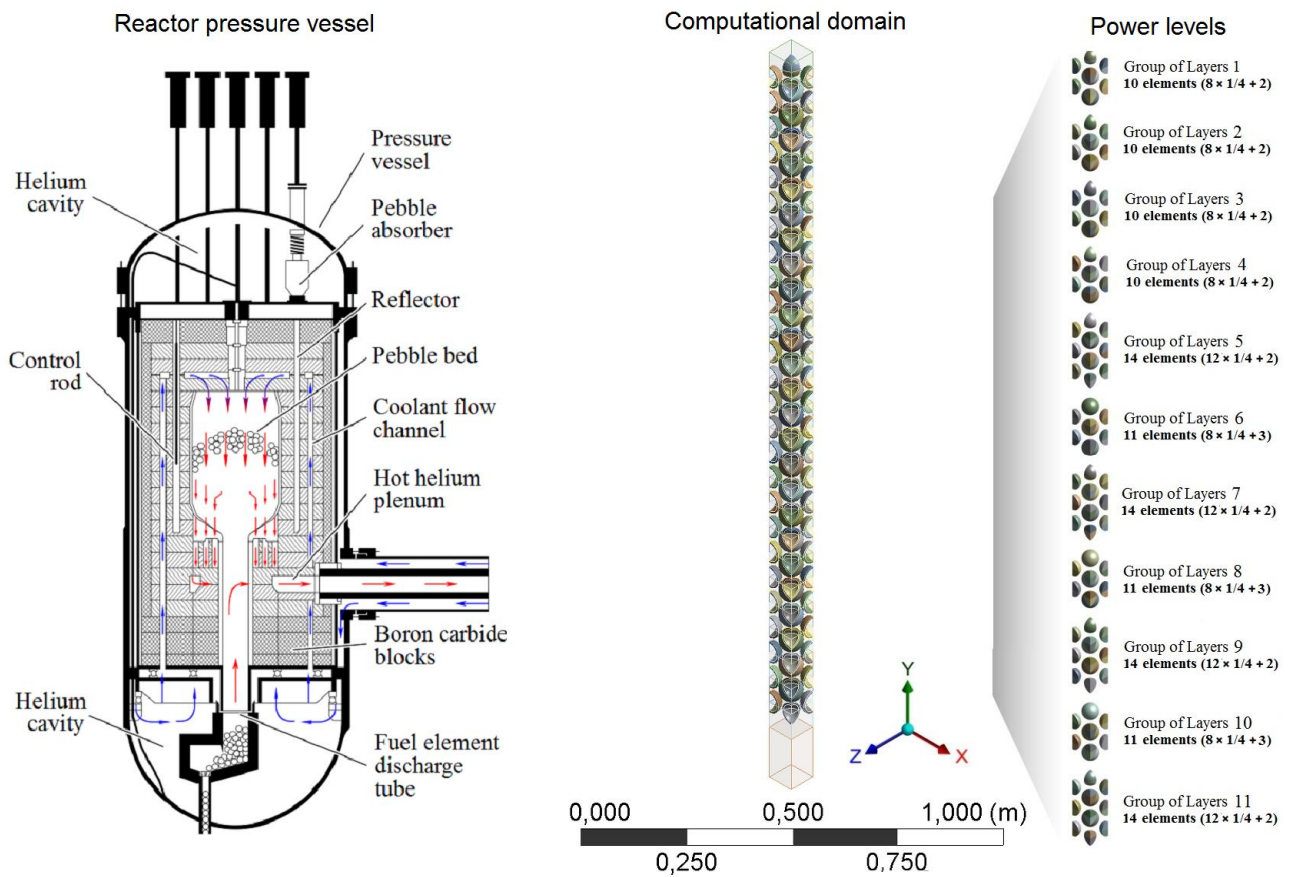 Reactor pressure vessel
Helium
cavity
Pressure
vessel
Pebble
absorber
Reflector
Pebble bed
Control
rod
Coolant flow
channel
Hot helium
plenum
Boron carbide
blocks
Helium
cavity
Fuel element
discharge
tube
Computational domain
Y
Z
X
0,000
0,500
1,000 (m)
0,250
0,750
Power levels
Group of Layers 1
10 elements (8 × 1/4 + 2)
Group of Layers 2
10 elements (8 × 1/4 + 2)
Group of Layers 3
10 elements (8 × 1/4 + 2)
Group of Layers 4
10 elements (8 × 1/4 + 2)
Group of Layers 5
14 elements (12 × 1/4 + 2)
Group of Layers 6
11 elements (8 × 1/4 + 3)
Group of Layers 7
14 elements (12 × 1/4 + 2)
Group of Layers 8
11 elements (8 × 1/4 + 3)
Group of Layers 9
14 elements (12 × 1/4 + 2)
Group of Layers 10
11 elements (8 × 1/4 + 3)
Group of Layers 11
14 elements (12 × 1/4 + 2)